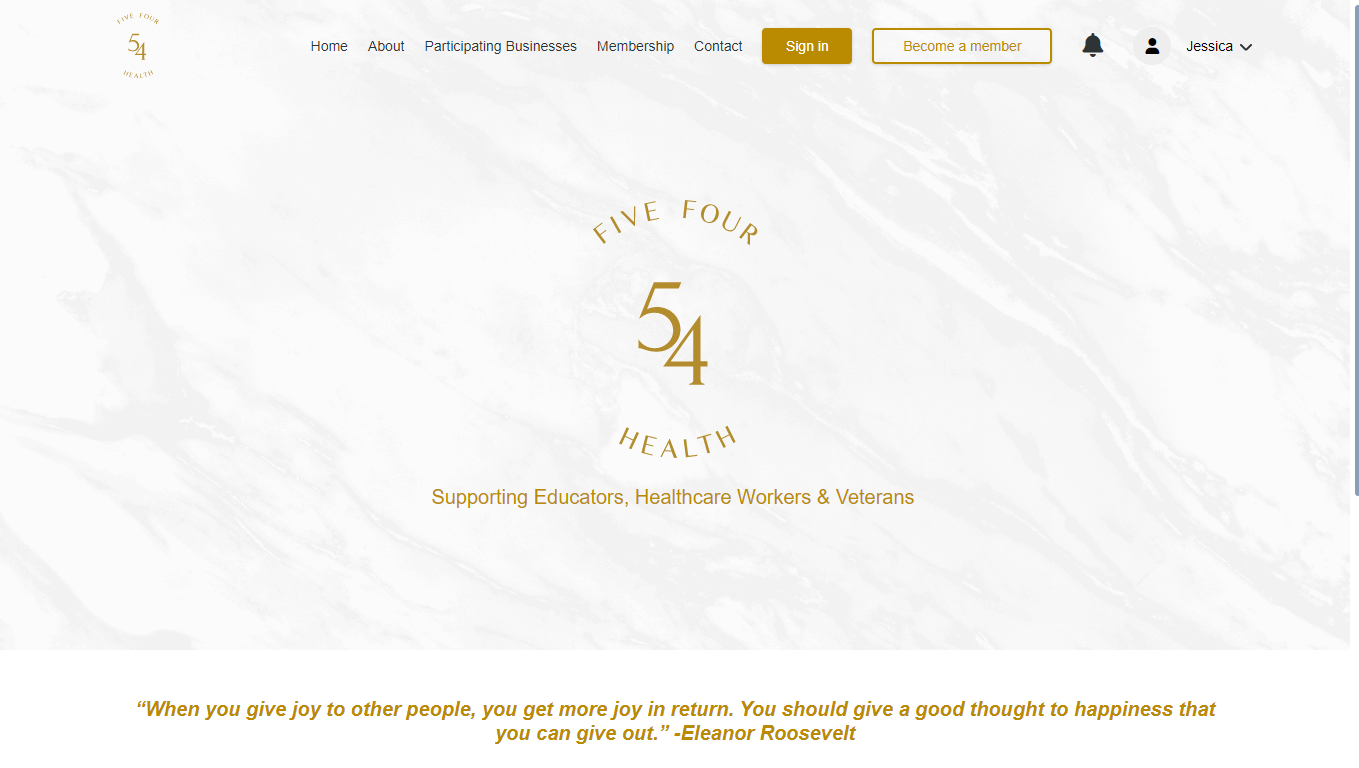 FIVE FOUR
54
HEALTH
Home About Participating Businesses Membership Contact Sign in Become a member Jessica
FIVE FOUR
54
HEALTH
Supporting Educators, Healthcare Workers & Veterans
“When you give joy to other people, you get more joy in return. You should give a good thought to happiness that
you can give out.” -Eleanor Roosevelt